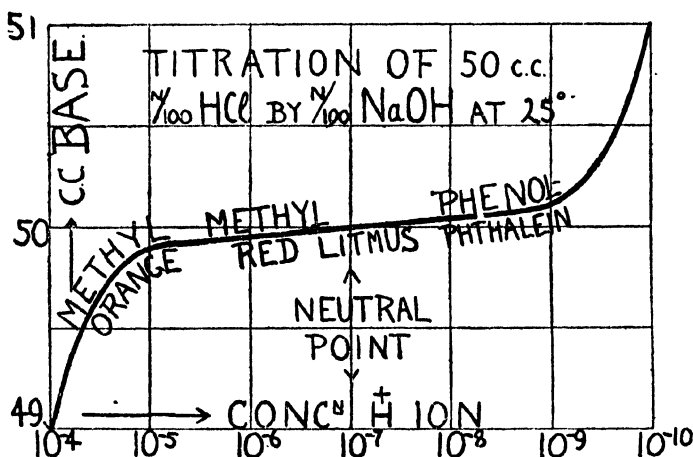 51
TITRATION OF 50 c.c.
N/100 HCl BY N/100 NaOH AT 25°
C.C. BASE.
50
METHYL ORANGE
METHYL RED
LITMUS
PHENOL PHTHALEIN
NEUTRAL
POINT
49
CONCN H+ ION
10-4 10-5 10-6 10-7 10-8 10-9 10-10